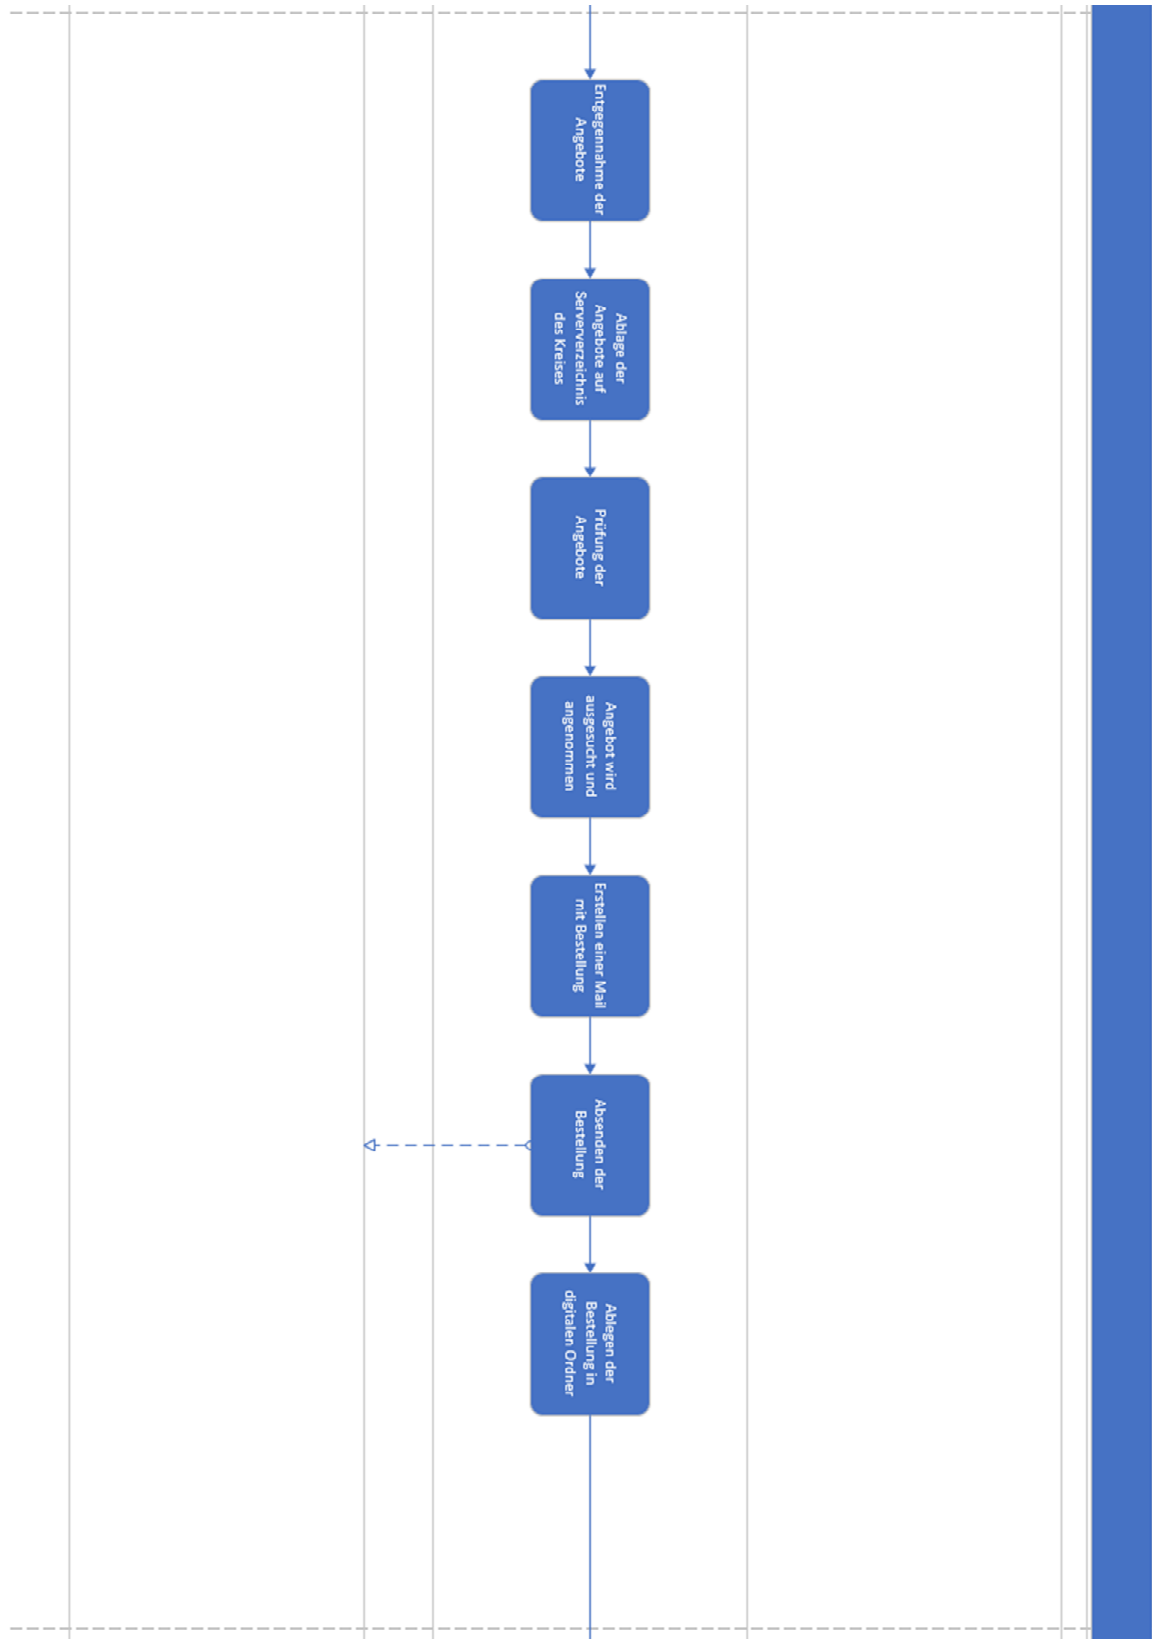 Entgegennahme der
Angebote
Ablage der
Angebote auf
Serververzeichnis
des Kreises
Prüfung der
Angebote
Angebot wird
ausgesucht und
angenommen
Erstellen einer Mail
mit Bestellung
Absenden der
Bestellung
Ablegen der
Bestellung in
digitalen Ordner